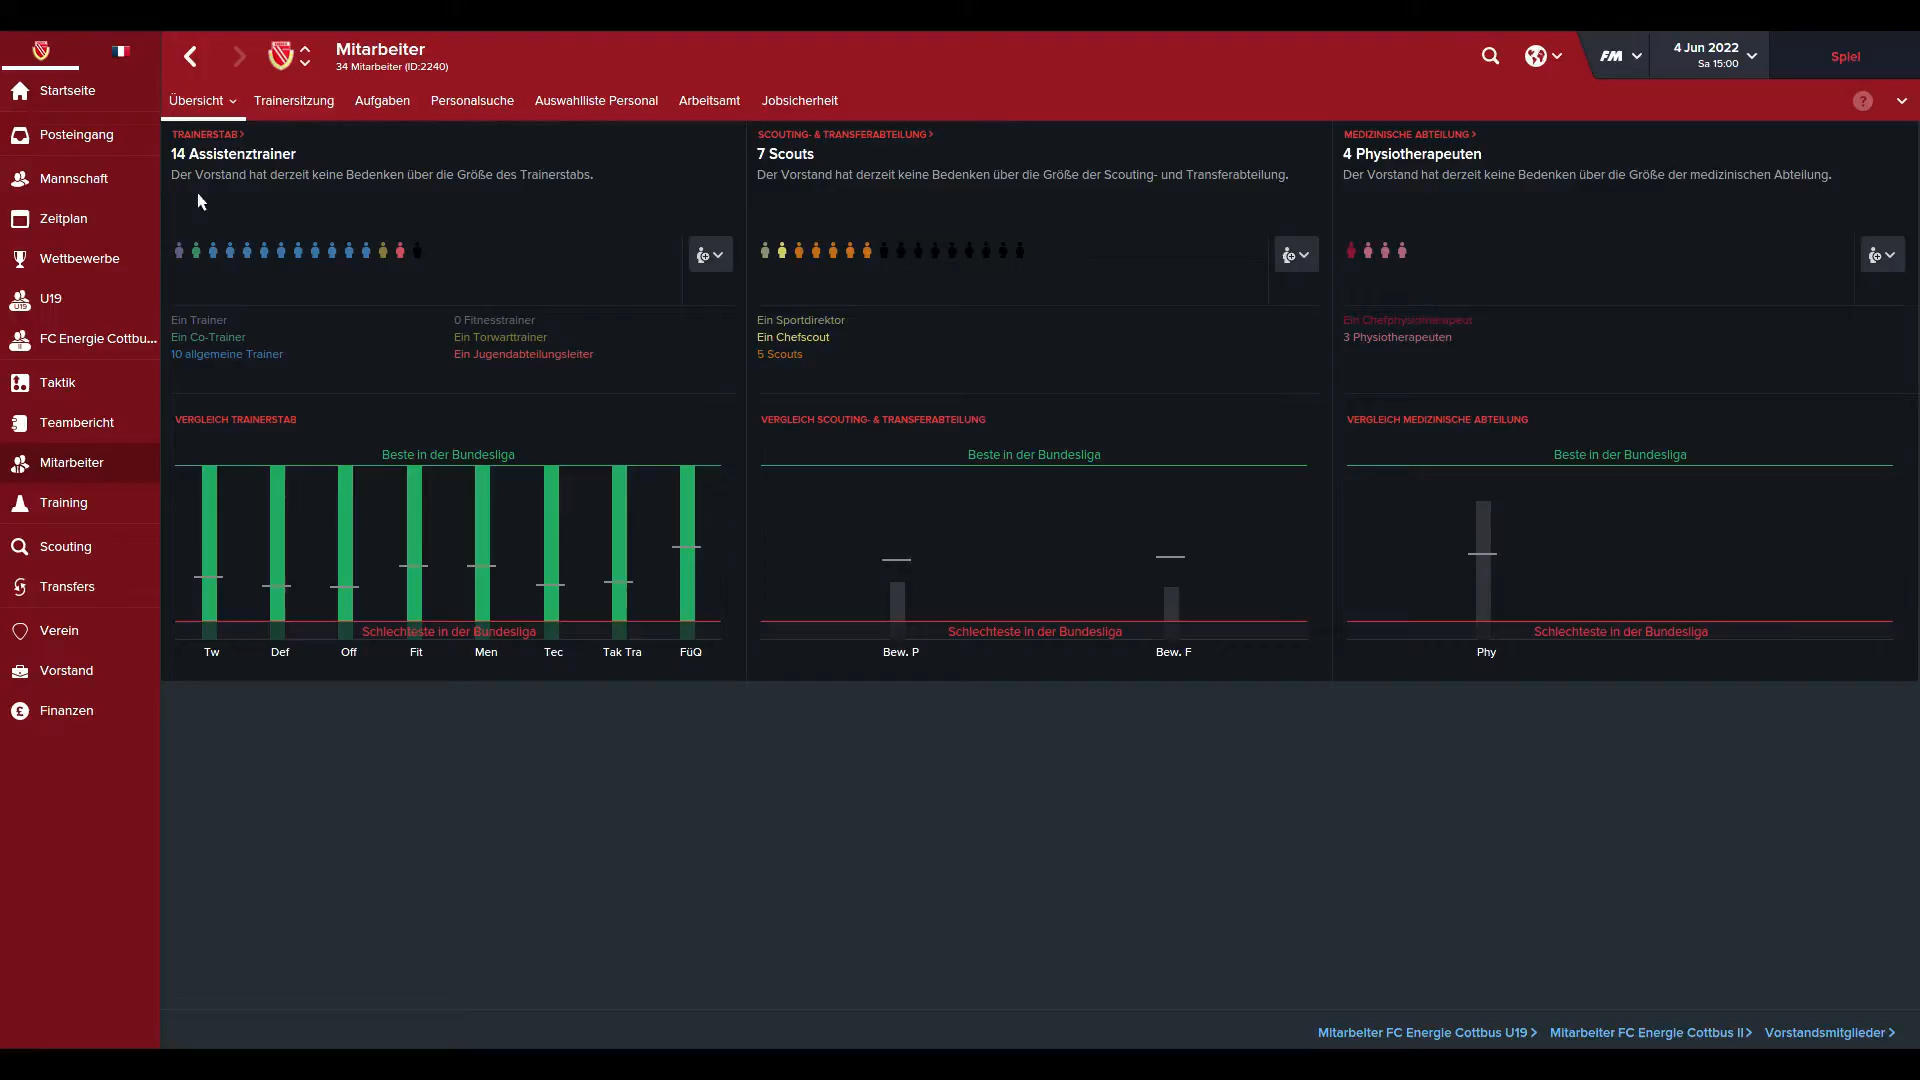 Mitarbeiter
34 Mitarbeiter (ID:2240)
FM
4 Jun 2022
Sa 15:00
Spiel
Übersicht
Trainersitzung
Aufgaben
Personalsuche
Auswahlliste Personal
Arbeitsamt
Jobsicherheit
?
Startseite
Posteingang
Mannschaft
Zeitplan
Wettbewerbe
U19
FC Energie Cottbu...
Taktik
Teambericht
Mitarbeiter
Training
Scouting
Transfers
Verein
Vorstand
Finanzen
TRAINERSTAB >
14 Assistenztrainer
Der Vorstand hat derzeit keine Bedenken über die Größe des Trainerstabs.
Ein Trainer
Ein Co-Trainer
10 allgemeine Trainer
0 Fitnesstrainer
Ein Torwarttrainer
Ein Jugendabteilungsleiter
VERGLEICH TRAINERSTAB
Beste in der Bundesliga
Schlechteste in der Bundesliga
Tw Def Off Fit Men Tec Tak Tra FüQ
SCOUTING- & TRANSFERABTEILUNG >
7 Scouts
Der Vorstand hat derzeit keine Bedenken über die Größe der Scouting- und Transferabteilung.
Ein Sportdirektor
Ein Chefscout
5 Scouts
VERGLEICH SCOUTING- & TRANSFERABTEILUNG
Beste in der Bundesliga
Schlechteste in der Bundesliga
Bew. P Bew. F
MEDIZINISCHE ABTEILUNG >
4 Physiotherapeuten
Der Vorstand hat derzeit keine Bedenken über die Größe der medizinischen Abteilung.
Ein Chefphysiotherapeut
3 Physiotherapeuten
VERGLEICH MEDIZINISCHE ABTEILUNG
Beste in der Bundesliga
Schlechteste in der Bundesliga
Phy
Mitarbeiter FC Energie Cottbus U19 >
Mitarbeiter FC Energie Cottbus II >
Vorstandsmitglieder >